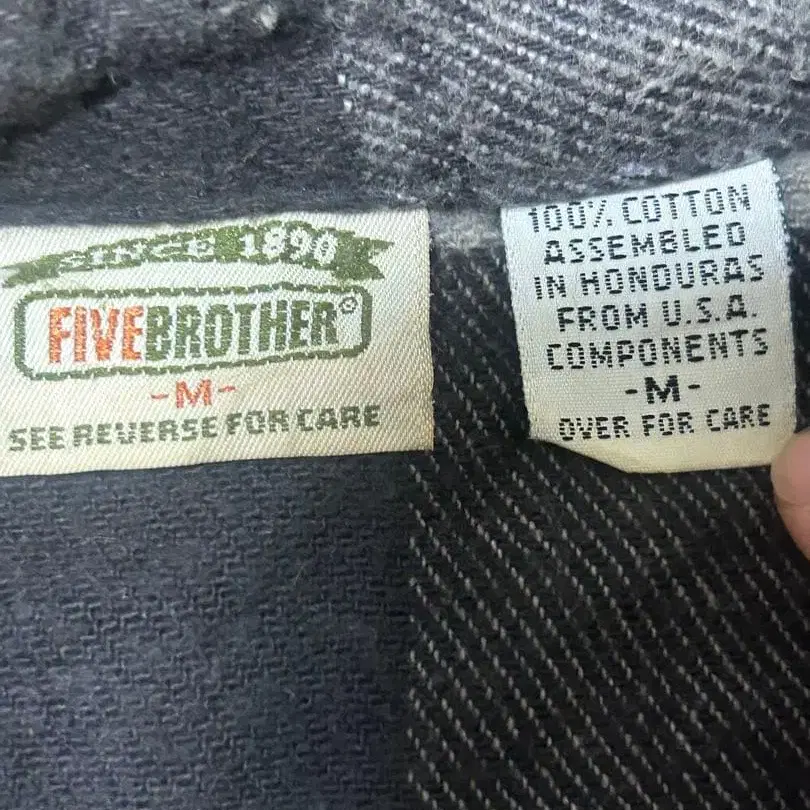 SINCE 1890
FIVEBROTHER®
-M-
SEE REVERSE FOR CARE
100% COTTON
ASSEMBLED
IN HONDURAS
FROM U.S.A.
COMPONENTS
-M-
OVER FOR CARE